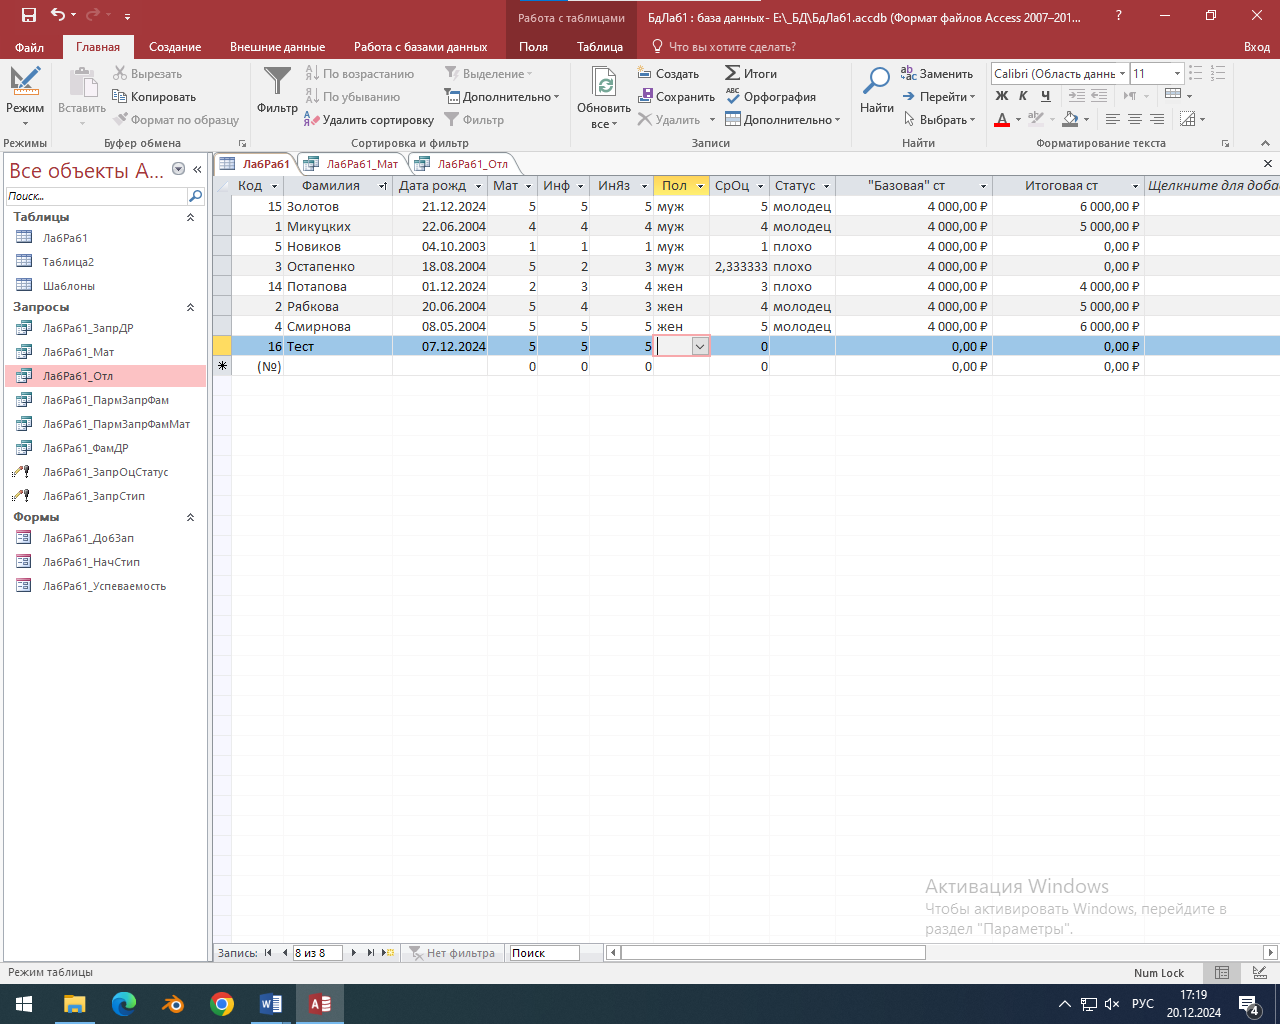 Работа с таблицами
БдЛаб1 : база данных- E:\_БД\БдЛаб1.accdb (Формат файлов Access 2007–201...
?
Файл Главная Создание Внешние данные Работа с базами данных Поля Таблица Что вы хотите сделать? Вход
Режим
Режимы
Вставить
Вырезать
Копировать
Формат по образцу
Буфер обмена
Фильтр
По возрастанию
По убыванию
Удалить сортировку
Выделение
Дополнительно
Фильтр
Сортировка и фильтр
Обновить все
Создать
Сохранить
Удалить
Итоги
Орфография
Дополнительно
Записи
Найти
Заменить
Перейти
Выбрать
Найти
Calibri (Область данны
11
Ж К Ч
Форматирование текста
Все объекты A...
Поиск...
Таблицы
ЛабРаб1
Таблица2
Шаблоны
Запросы
ЛабРаб1_ЗапрДР
ЛабРаб1_Мат
ЛабРаб1_Отл
ЛабРаб1_ПармЗапрФам
ЛабРаб1_ПармЗапрФамМат
ЛабРаб1_ФамДР
ЛабРаб1_ЗапрОцСтатус
ЛабРаб1_ЗапрСтип
Формы
ЛабРаб1_ДобЗап
ЛабРаб1_НачСтип
ЛабРаб1_Успеваемость
ЛабРаб1 ЛабРаб1_Мат ЛабРаб1_Отл
Код Фамилия Дата рожд Мат Инф ИнЯз Пол СрОц Статус "Базовая" ст Итоговая ст Щелкните для доба
15 Золотов 21.12.2024 5 5 5 муж 5 молодец 4 000,00 ₽ 6 000,00 ₽
1 Микуцких 22.06.2004 4 4 4 муж 4 молодец 4 000,00 ₽ 5 000,00 ₽
5 Новиков 04.10.2003 1 1 1 муж 1 плохо 4 000,00 ₽ 0,00 ₽
3 Остапенко 18.08.2004 5 2 3 муж 2,333333 плохо 4 000,00 ₽ 0,00 ₽
14 Потапова 01.12.2024 2 3 4 жен 3 плохо 4 000,00 ₽ 4 000,00 ₽
2 Рябкова 20.06.2004 5 4 3 жен 4 молодец 4 000,00 ₽ 5 000,00 ₽
4 Смирнова 08.05.2004 5 5 5 жен 5 молодец 4 000,00 ₽ 6 000,00 ₽
16 Тест 07.12.2024 5 5 5 0 0,00 ₽ 0,00 ₽
(№) 0 0 0 0 0,00 ₽ 0,00 ₽
Активация Windows
Чтобы активировать Windows, перейдите в
раздел "Параметры".
Запись: 8 из 8 Нет фильтра Поиск
Режим таблицы
Num Lock
РУС
17:19
20.12.2024
4